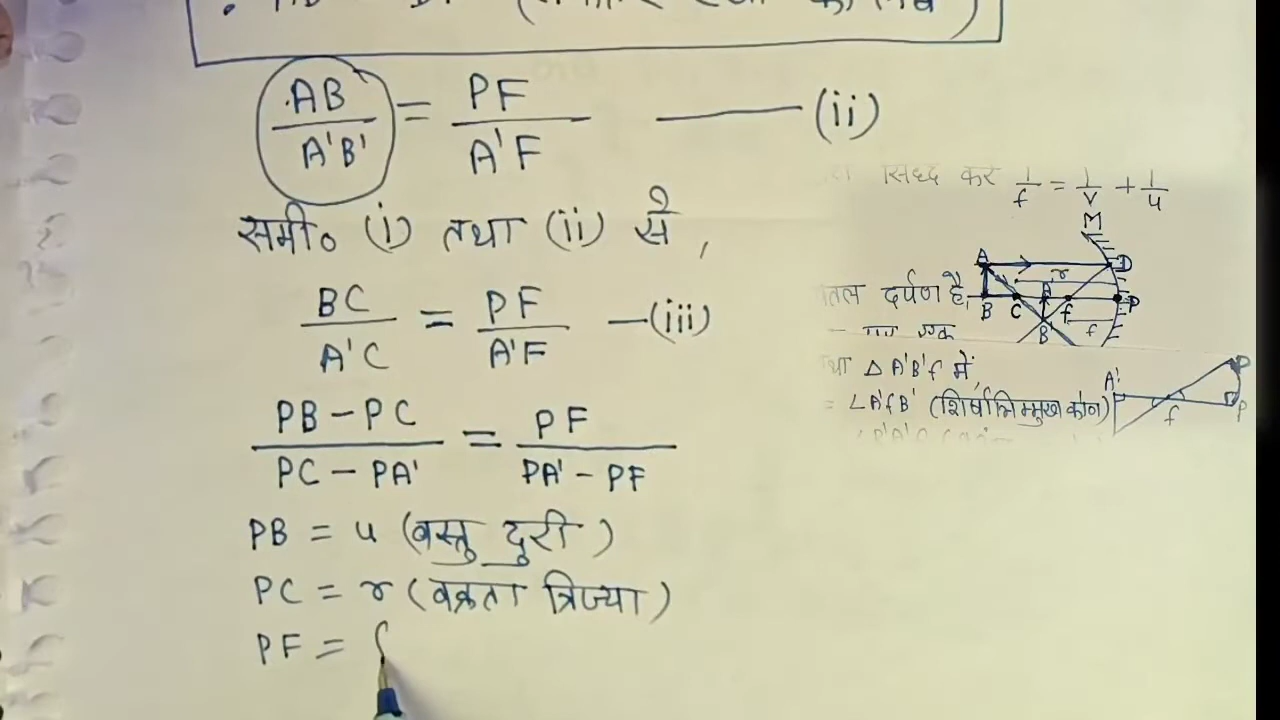 AB/A'B' = PF/A'F ——— (ii)
समी० (i) तथा (ii) से,
BC/A'C = PF/A'F —(iii)
PB-PC/PC-PA' = PF/PA'-PF
PB = u (वस्तु दुरी)
PC = r (वक्रता त्रिज्या)
PF =
सिध्द कर 1/f = 1/v + 1/u
M
A D
r
दर्पण है,
B C A' f P
B' f
Δ A'B'f में,
= ∠A'fB' (शिर्षाभिम्मुख कोन)
A' D
f P